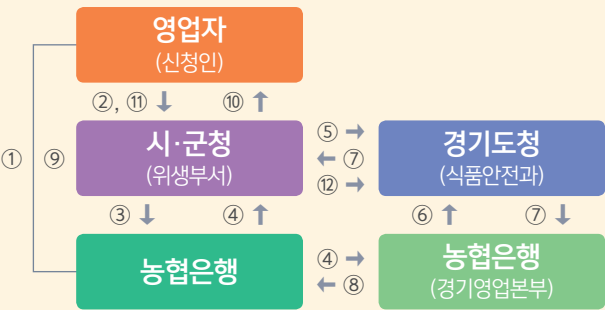 영업자
(신청인)
②, ⑪ ↓ ⑩ ↑
① ⑨
시·군청
(위생부서)
⑤ →
← ⑦
⑫ →
경기도청
(식품안전과)
③ ↓ ④ ↑
⑥ ↑ ⑦ ↓
농협은행
④ →
← ⑧
농협은행
(경기영업본부)